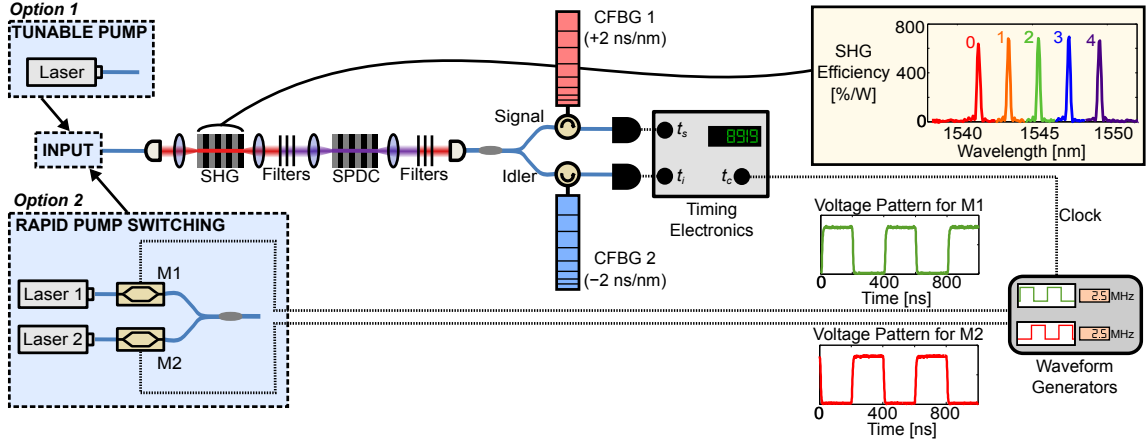 Option 1
TUNABLE PUMP
Laser
INPUT
Option 2
RAPID PUMP SWITCHING
M1
Laser 1
Laser 2
M2
SHG
Filters
SPDC
Filters
CFBG 1
(+2 ns/nm)
Signal
Idler
CFBG 2
(−2 ns/nm)
ts
8919
ti
tc
Timing
Electronics
SHG
Efficiency
[%/W]
800
400
0
0
1
2
3
4
1540
1545
1550
Wavelength [nm]
Clock
Voltage Pattern for M1
0
400
800
Time [ns]
Voltage Pattern for M2
0
400
800
Time [ns]
2.5 MHz
2.5 MHz
Waveform
Generators